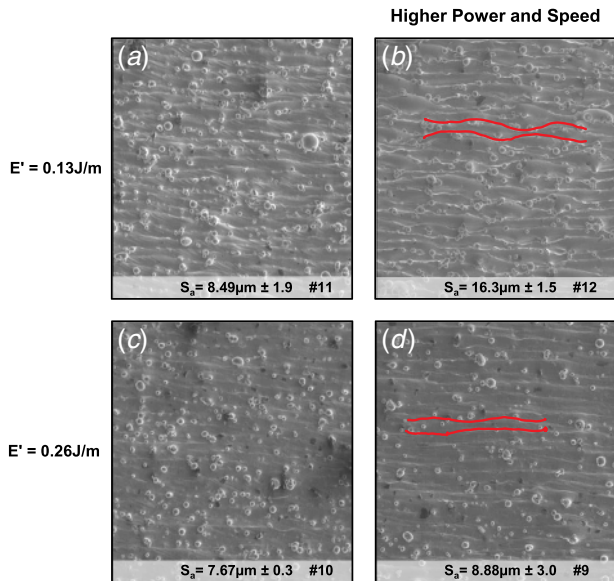 Higher Power and Speed
(a)
(b)
E' = 0.13J/m
Sa= 8.49µm ± 1.9 #11
Sa= 16.3µm ± 1.5 #12
(c)
(d)
E' = 0.26J/m
Sa= 7.67µm ± 0.3 #10
Sa= 8.88µm ± 3.0 #9